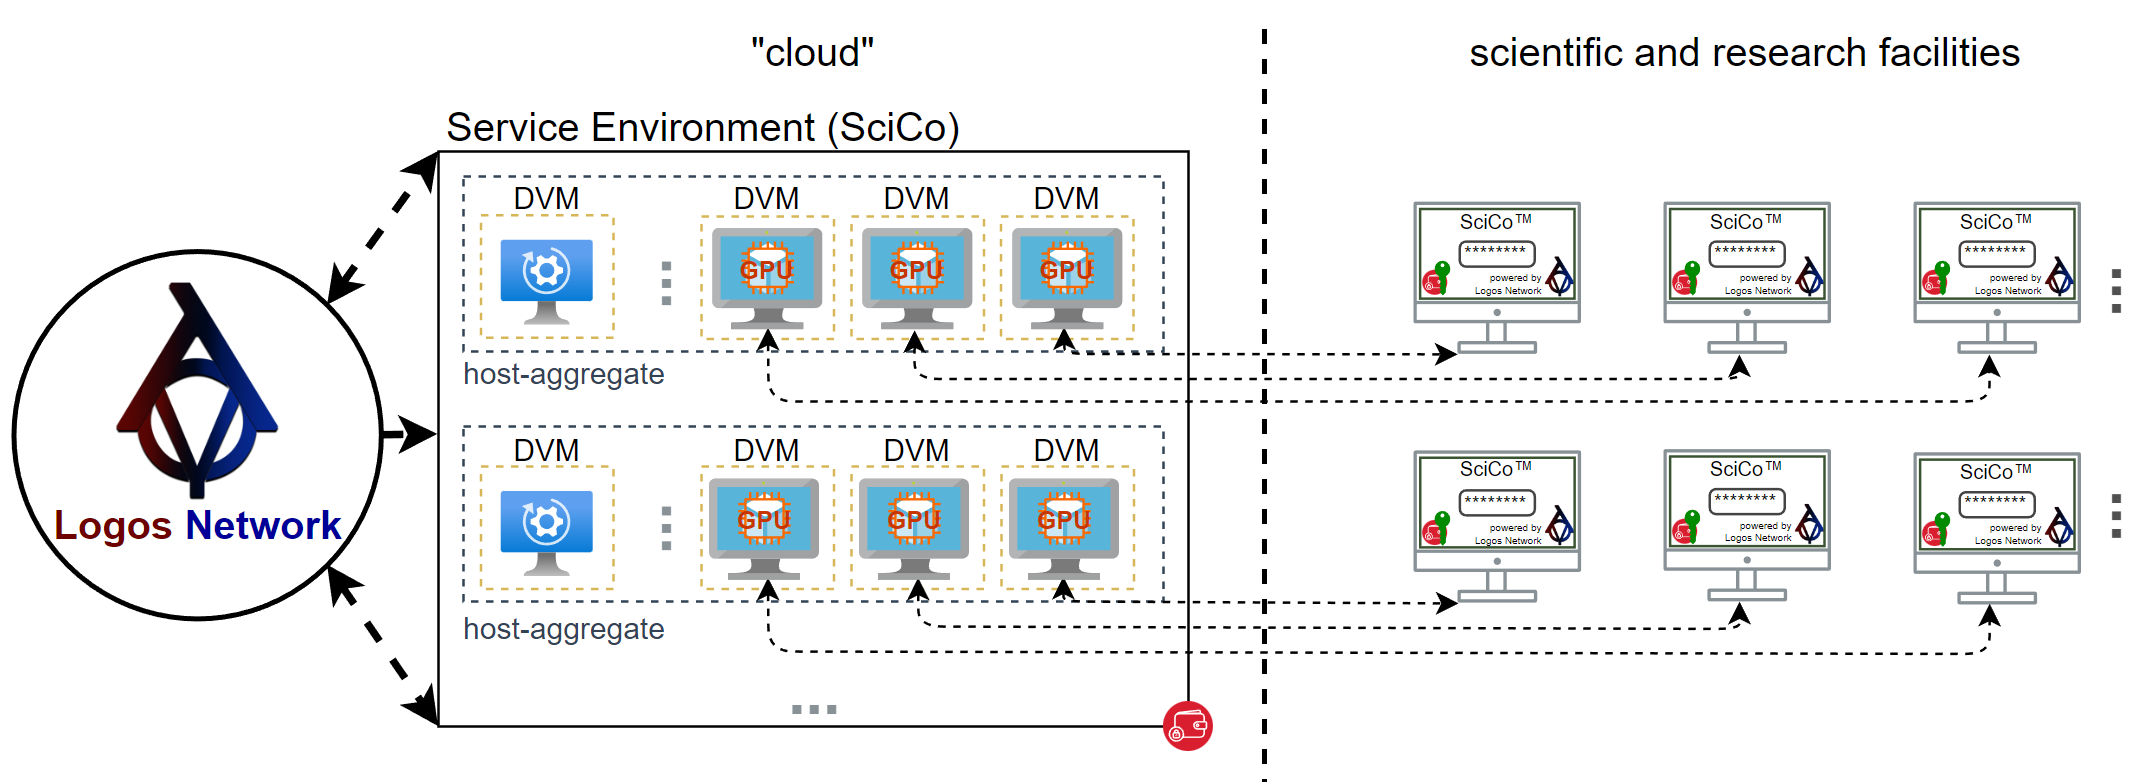 "cloud"
scientific and research facilities
Service Environment (SciCo)
DVM DVM DVM DVM
GPU GPU GPU
host-aggregate
SciCo™ SciCo™ SciCo™
******** ******** ********
powered by powered by powered by
Logos Network Logos Network Logos Network
Logos Network
DVM DVM DVM DVM
GPU GPU GPU
host-aggregate
SciCo™ SciCo™ SciCo™
******** ******** ********
powered by powered by powered by
Logos Network Logos Network Logos Network